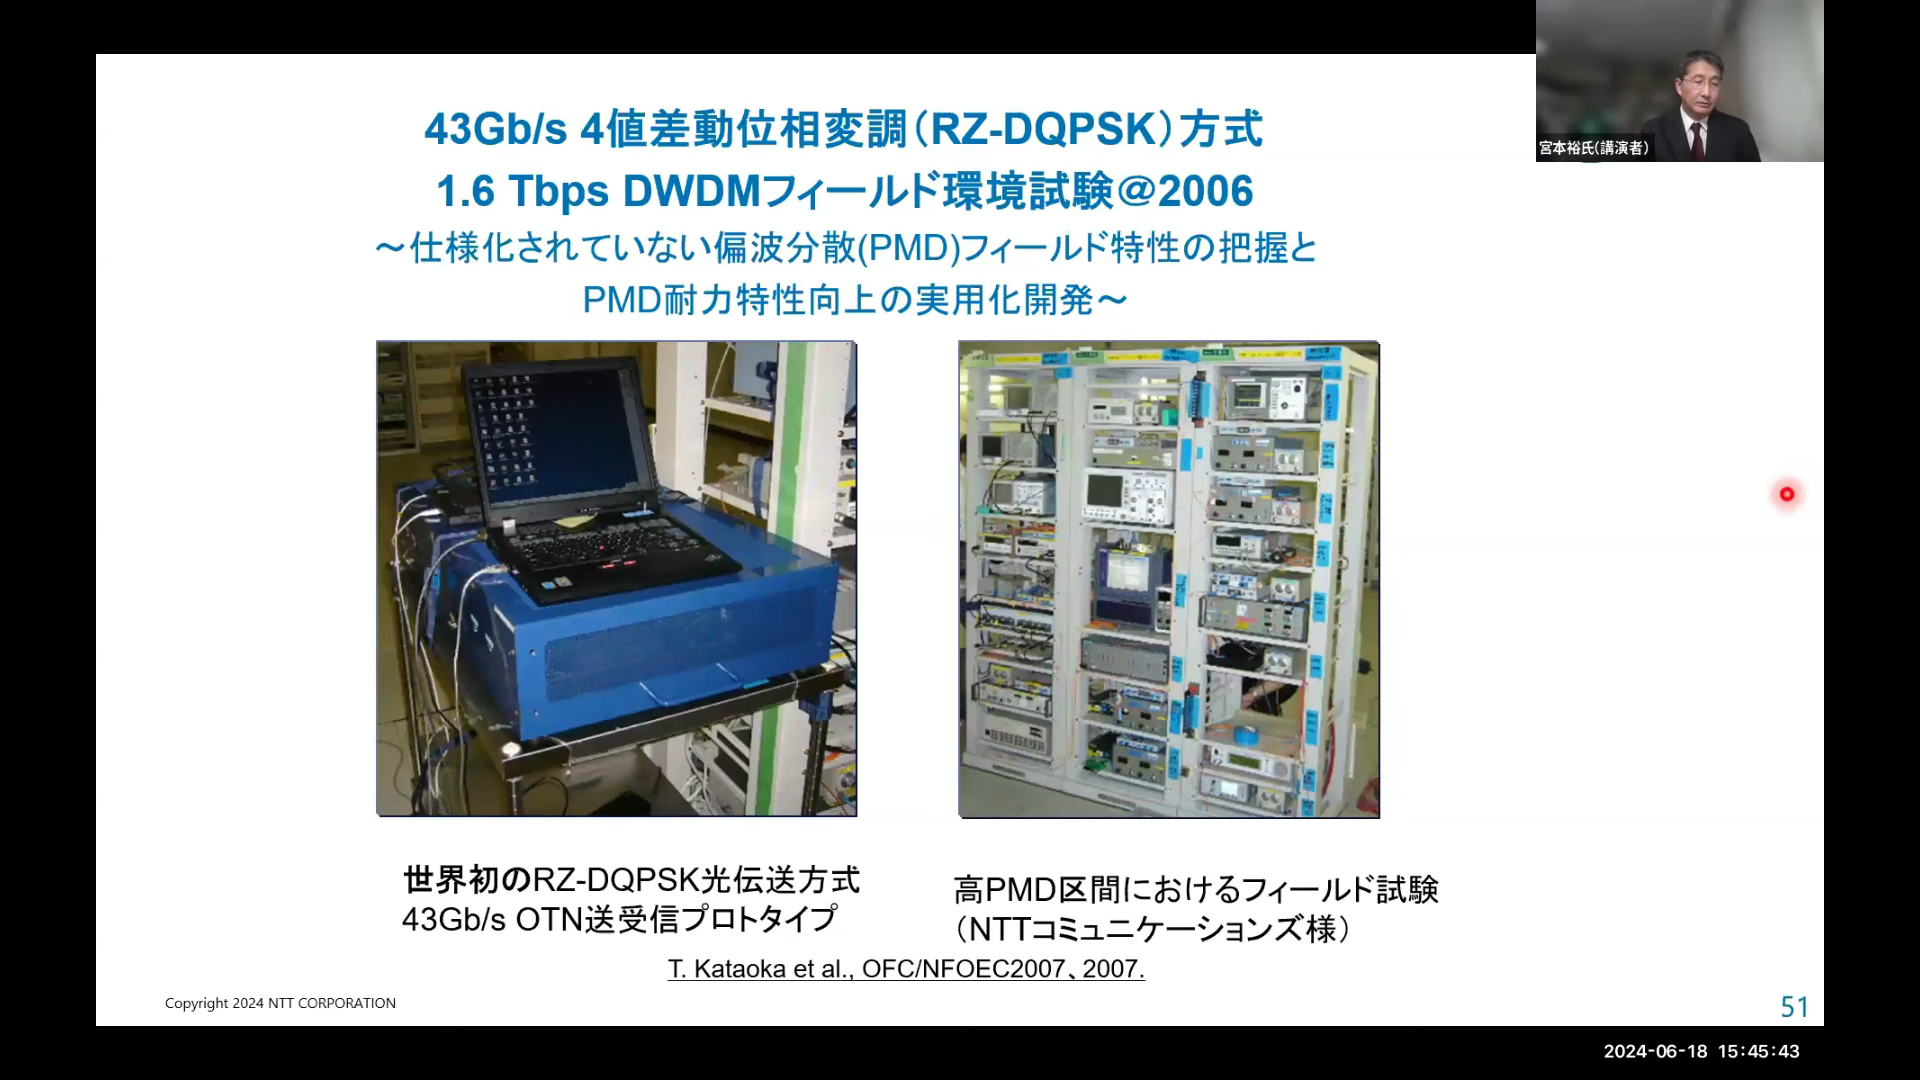 43Gb/s 4値差動位相変調（RZ-DQPSK）方式
1.6 Tbps DWDMフィールド環境試験＠2006
～仕様化されていない偏波分散(PMD)フィールド特性の把握と
PMD耐力特性向上の実用化開発～
宮本裕氏(講演者)
世界初のRZ-DQPSK光伝送方式
43Gb/s OTN送受信プロトタイプ
高PMD区間におけるフィールド試験
（NTTコミュニケーションズ様）
T. Kataoka et al., OFC/NFOEC2007、2007.
Copyright 2024 NTT CORPORATION
51
2024-06-18 15:45:43